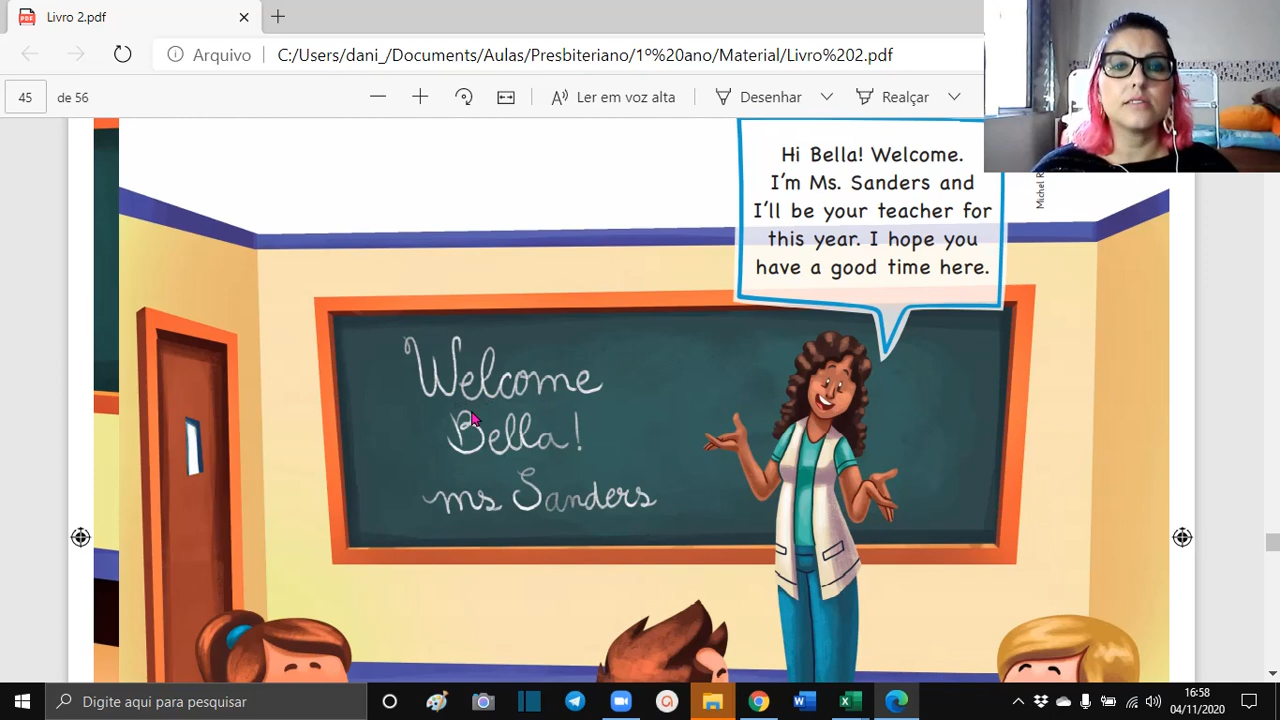 Livro 2.pdf
Arquivo
C:/Users/dani_/Documents/Aulas/Presbiteriano/1º%20ano/Material/Livro%202.pdf
45
de 56
Ler em voz alta
Desenhar
Realçar
Hi Bella! Welcome.
I'm Ms. Sanders and
I'll be your teacher for
this year. I hope you
have a good time here.
Michel R
Welcome
Bella!
ms Sanders
Digite aqui para pesquisar
16:58
04/11/2020